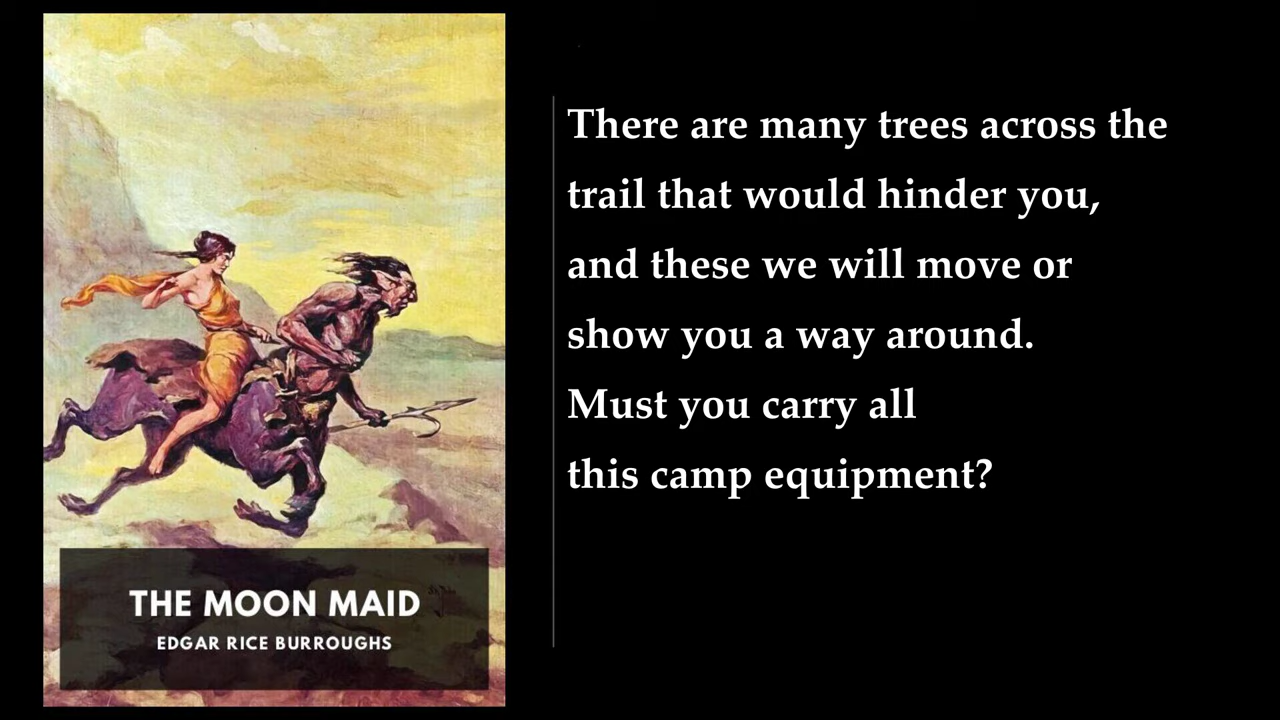 THE MOON MAID
EDGAR RICE BURROUGHS
There are many trees across the
trail that would hinder you,
and these we will move or
show you a way around.
Must you carry all
this camp equipment?